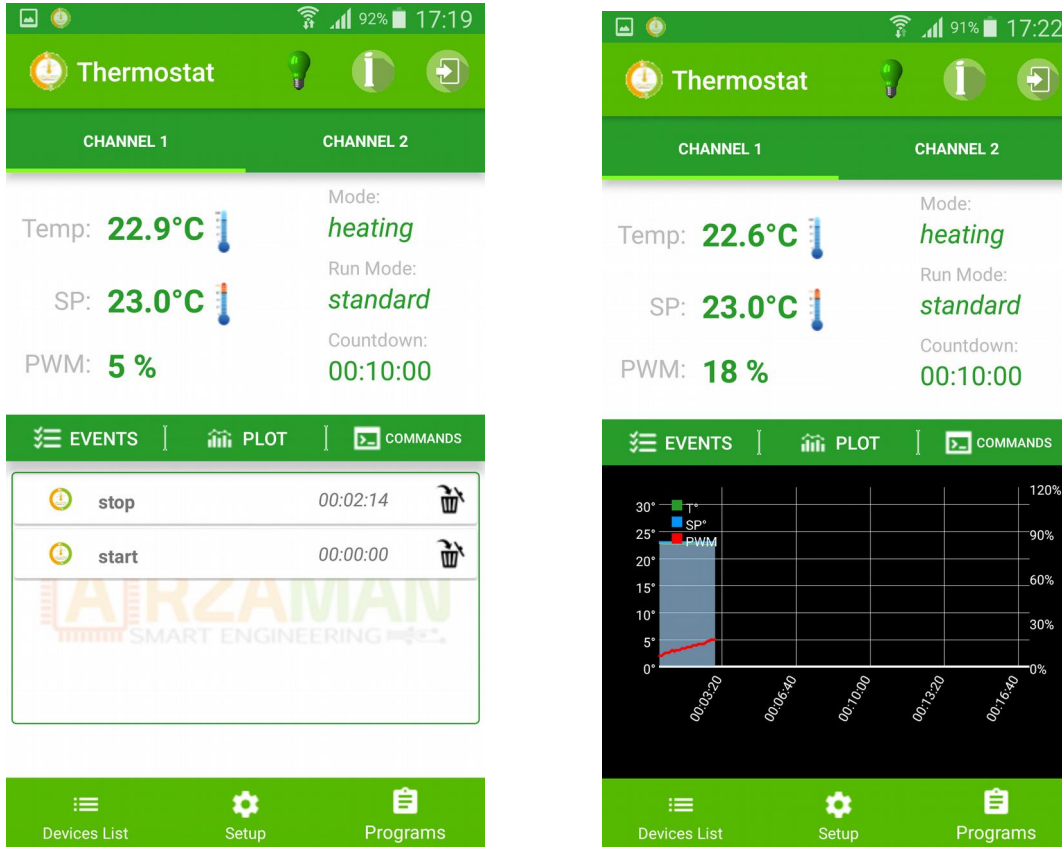 92% 17:19
Thermostat
CHANNEL 1 CHANNEL 2
Temp: 22.9°C
Mode:
heating
SP: 23.0°C
Run Mode:
standard
PWM: 5 %
Countdown:
00:10:00
EVENTS PLOT COMMANDS
stop 00:02:14
start 00:00:00
ARZAMAN
SMART ENGINEERING
Devices List Setup Programs
91% 17:22
Thermostat
CHANNEL 1 CHANNEL 2
Temp: 22.6°C
Mode:
heating
SP: 23.0°C
Run Mode:
standard
PWM: 18 %
Countdown:
00:10:00
EVENTS PLOT COMMANDS
120%
30° T°
SP°
25° PWM 90%
20°
15° 60%
10° 30%
5°
0° 0%
00:03:20 00:06:40 00:10:00 00:13:20 00:16:40
Devices List Setup Programs